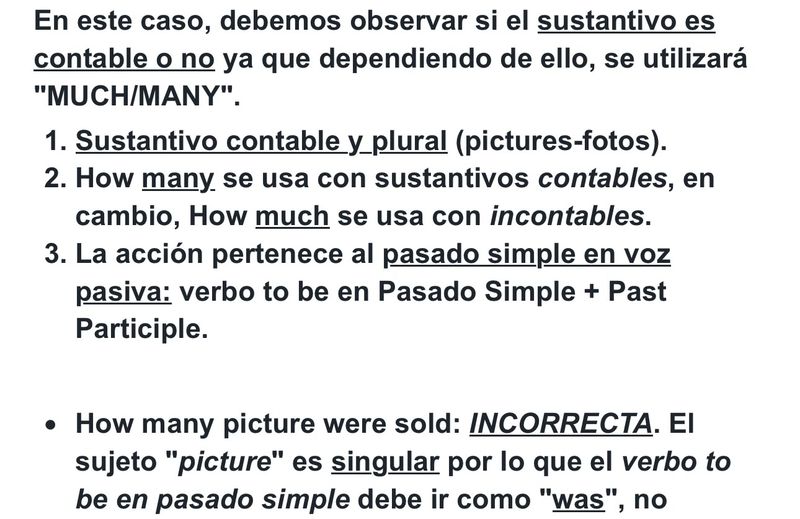 En este caso, debemos observar si el sustantivo es
contable o no ya que dependiendo de ello, se utilizará
"MUCH/MANY".
1. Sustantivo contable y plural (pictures-fotos).
2. How many se usa con sustantivos contables, en
cambio, How much se usa con incontables.
3. La acción pertenece al pasado simple en voz
pasiva: verbo to be en Pasado Simple + Past
Participle.
• How many picture were sold: INCORRECTA. El
sujeto "picture" es singular por lo que el verbo to
be en pasado simple debe ir como "was", no